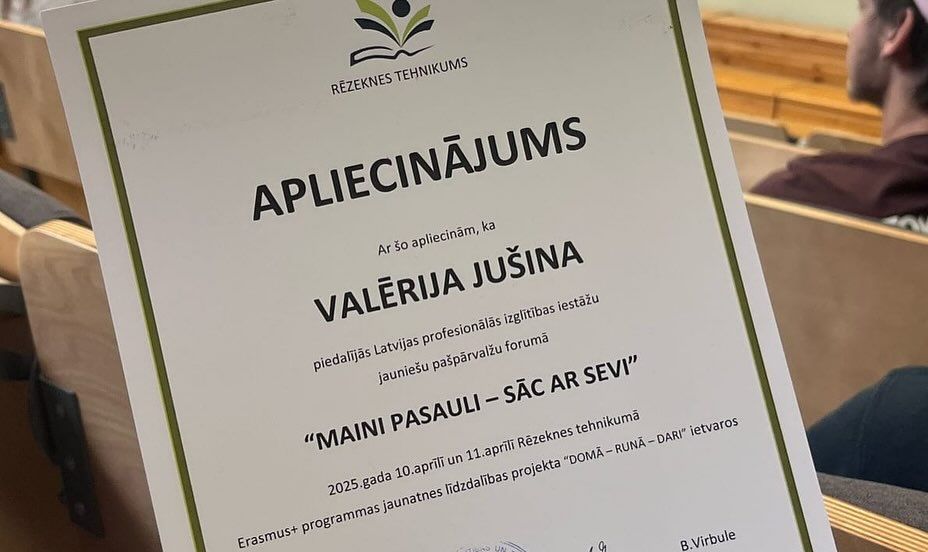 RĒZEKNES TEHNIKUMS
APLIECINĀJUMS
Ar šo apliecinām, ka
VALĒRIJA JUŠINA
piedalījās Latvijas profesionālās izglītības iestāžu
jauniešu pašpārvalžu forumā
“MAINI PASAULI – SĀC AR SEVI”
2025.gada 10.aprīlī un 11.aprīlī Rēzeknes tehnikumā
Erasmus+ programmas jaunatnes līdzdalības projekta “DOMĀ – RUNĀ – DARI” ietvaros
B.Virbule